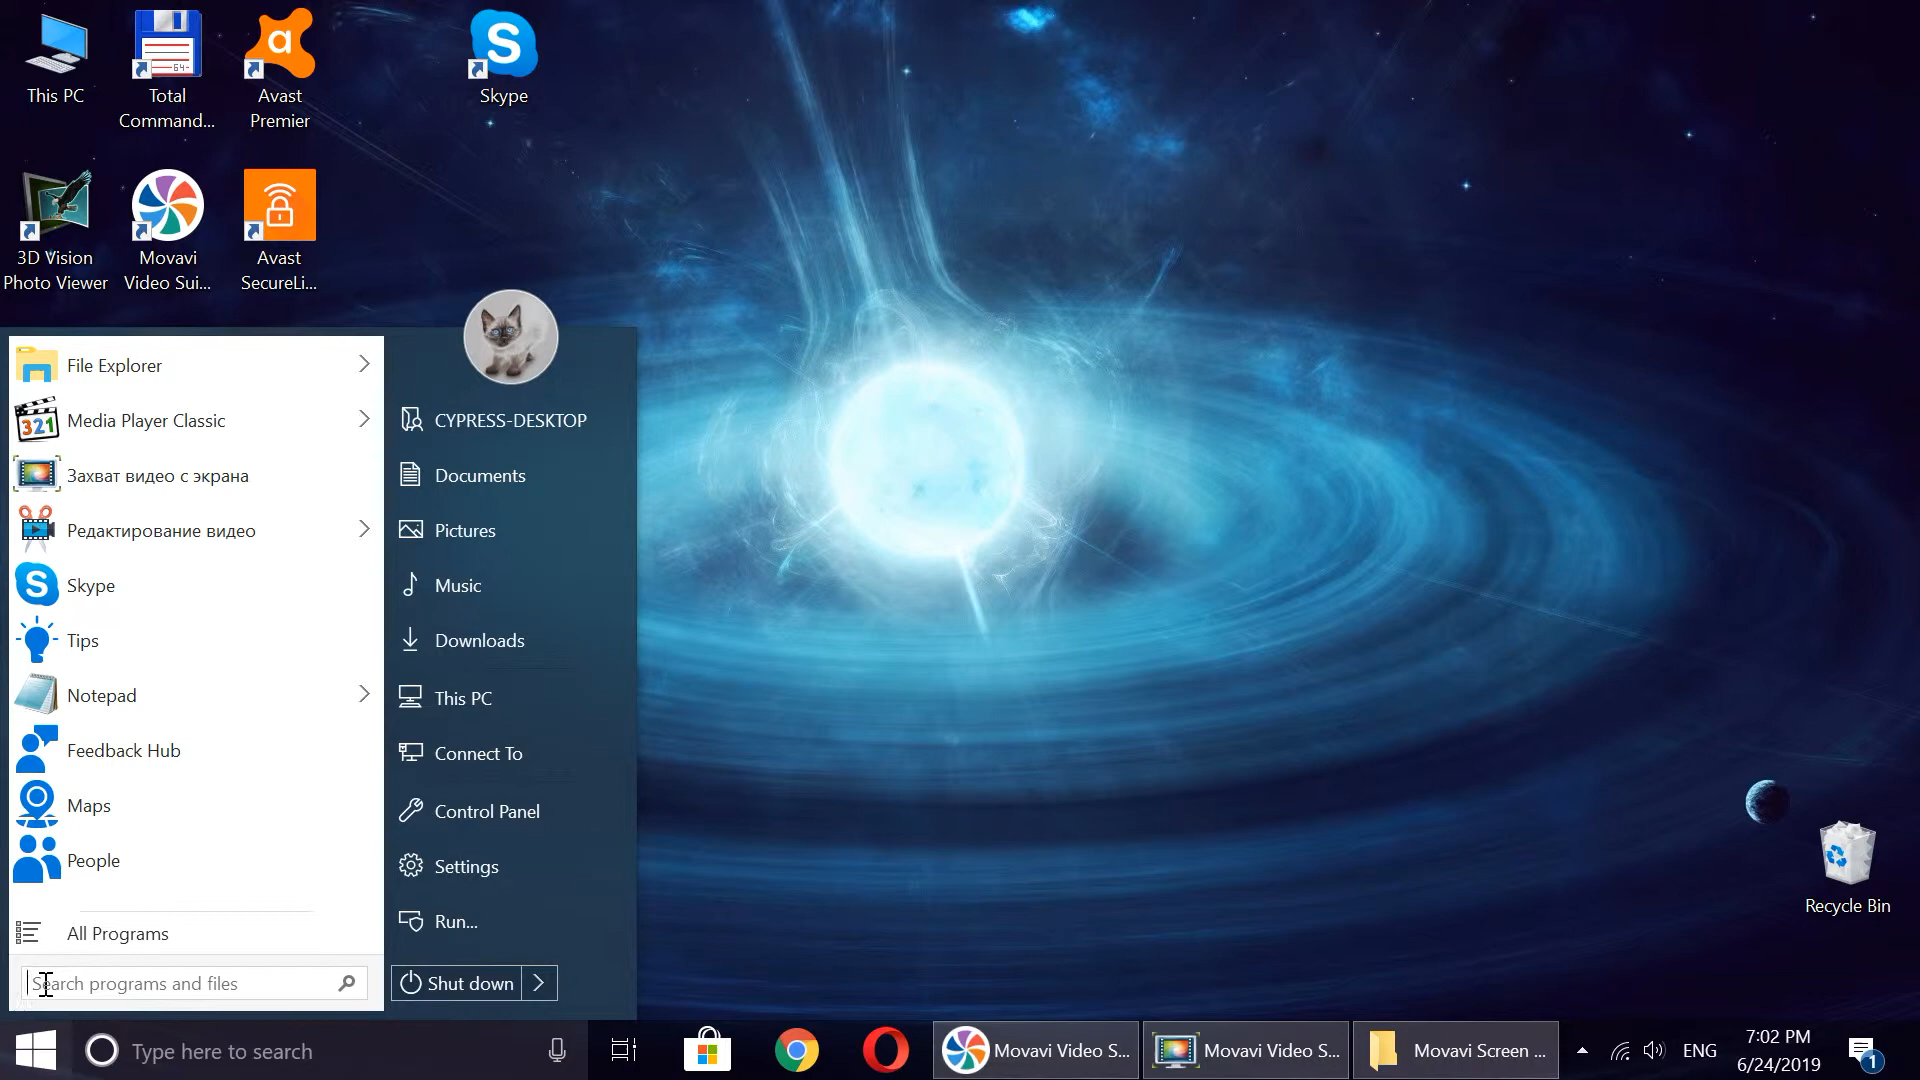 This PC
Total
Command...
64
Avast
Premier
Skype
3D Vision
Photo Viewer
Movavi
Video Sui...
Avast
SecureLi...
File Explorer
Media Player Classic
321
Захват видео с экрана
Редактирование видео
Skype
Tips
Notepad
Feedback Hub
Maps
People
All Programs
Search programs and files
CYPRESS-DESKTOP
Documents
Pictures
Music
Downloads
This PC
Connect To
Control Panel
Settings
Run...
Shut down
Recycle Bin
Type here to search
Movavi Video S...
Movavi Video S...
Movavi Screen ...
ENG
7:02 PM
6/24/2019
1